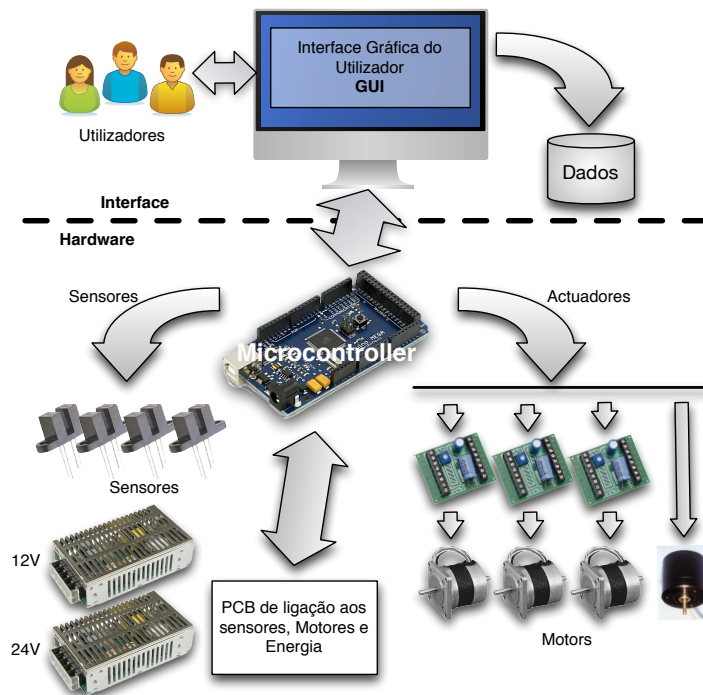 Interface Gráfica do
Utilizador
GUI
Utilizadores
Dados
Interface
Hardware
Sensores
Actuadores
Microcontroller
Sensores
12V
24V
PCB de ligação aos
sensores, Motores e
Energia
Motors